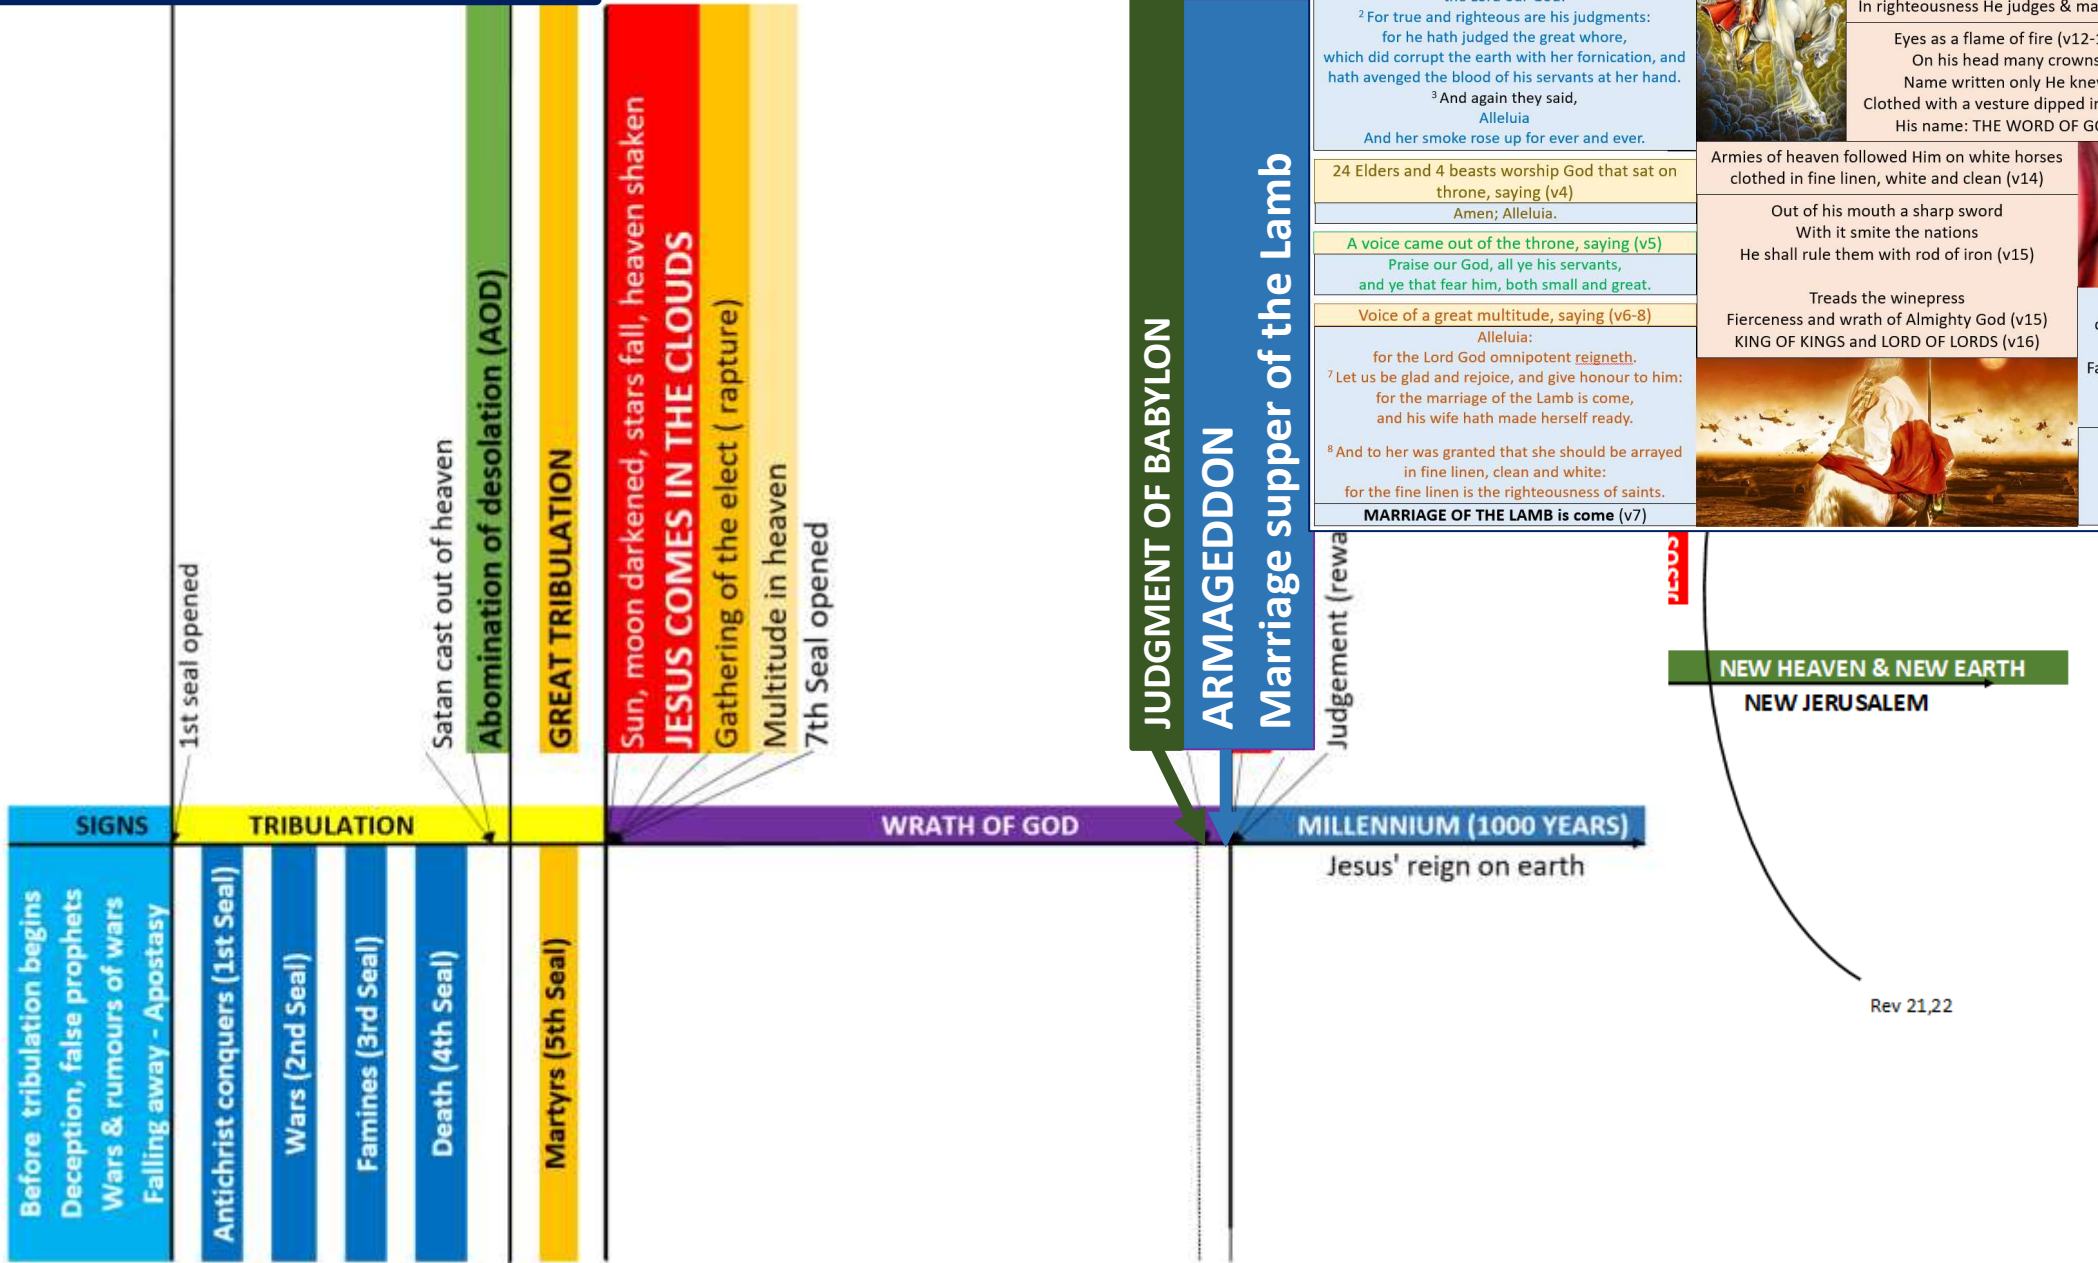 1st seal opened
Satan cast out of heaven
Abomination of desolation (AOD)
GREAT TRIBULATION
Sun, moon darkened, stars fall, heaven shaken
JESUS COMES IN THE CLOUDS
Gathering of the elect ( rapture)
Multitude in heaven
7th Seal opened
JUDGMENT OF BABYLON
ARMAGEDDON
Marriage supper of the Lamb
Judgement (rewa
2 For true and righteous are his judgments:
for he hath judged the great whore,
which did corrupt the earth with her fornication, and
hath avenged the blood of his servants at her hand.
3 And again they said,
Alleluia
And her smoke rose up for ever and ever.
24 Elders and 4 beasts worship God that sat on
throne, saying (v4)
Amen; Alleluia.
A voice came out of the throne, saying (v5)
Praise our God, all ye his servants,
and ye that fear him, both small and great.
Voice of a great multitude, saying (v6-8)
Alleluia:
for the Lord God omnipotent reigneth.
7 Let us be glad and rejoice, and give honour to him:
for the marriage of the Lamb is come,
and his wife hath made herself ready.
8 And to her was granted that she should be arrayed
in fine linen, clean and white:
for the fine linen is the righteousness of saints.
MARRIAGE OF THE LAMB is come (v7)
In righteousness He judges & ma
Eyes as a flame of fire (v12-
On his head many crowns
Name written only He knew
Clothed with a vesture dipped in
His name: THE WORD OF GO
Armies of heaven followed Him on white horses
clothed in fine linen, white and clean (v14)
Out of his mouth a sharp sword
With it smite the nations
He shall rule them with rod of iron (v15)
Treads the winepress
Fierceness and wrath of Almighty God (v15)
KING OF KINGS and LORD OF LORDS (v16)
JESUS
NEW HEAVEN & NEW EARTH
NEW JERUSALEM
Rev 21,22
SIGNS
TRIBULATION
WRATH OF GOD
MILLENNIUM (1000 YEARS)
Jesus' reign on earth
Before tribulation begins
Deception, false prophets
Wars & rumours of wars
Falling away - Apostasy
Antichrist conquers (1st Seal)
Wars (2nd Seal)
Famines (3rd Seal)
Death (4th Seal)
Martyrs (5th Seal)